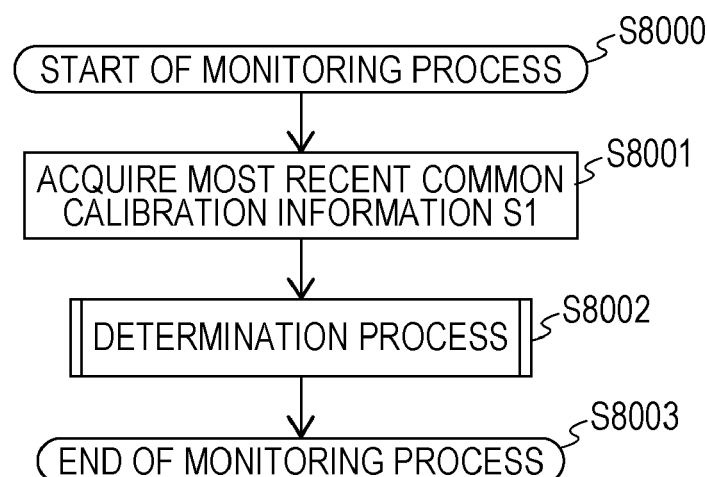 S8000
START OF MONITORING PROCESS
S8001
ACQUIRE MOST RECENT COMMON
CALIBRATION INFORMATION S1
S8002
DETERMINATION PROCESS
S8003
END OF MONITORING PROCESS